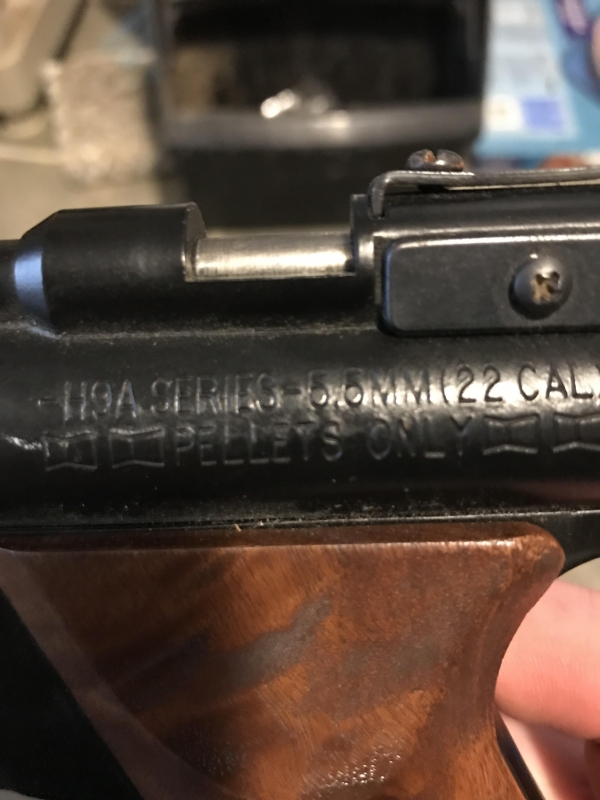 -H9A SERIES-5.5MM(22 CAL)
PELLETS ONLY